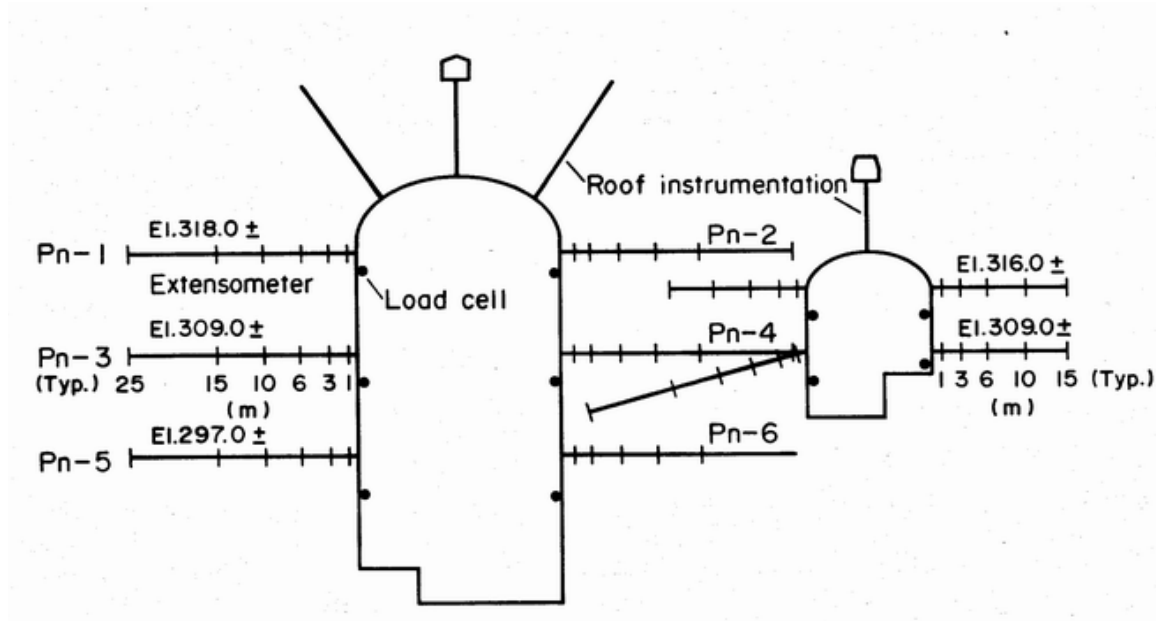 Roof instrumentation
El.318.0 ±
Pn-1
Pn-2
El.316.0 ±
Extensometer
Load cell
El.309.0 ±
Pn-3
Pn-4
El.309.0±
(Typ.) 25 15 10 6 3 1
1 3 6 10 15 (Typ.)
(m)
(m)
El.297.0 ±
Pn-5
Pn-6